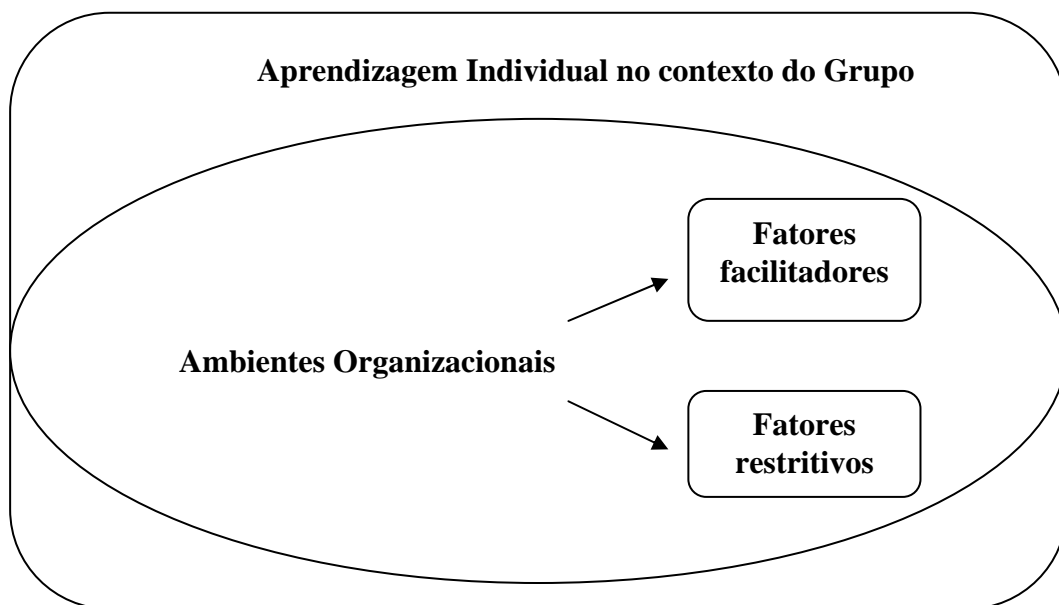 Aprendizagem Individual no contexto do Grupo
Fatores
facilitadores
Ambientes Organizacionais
Fatores
restritivos